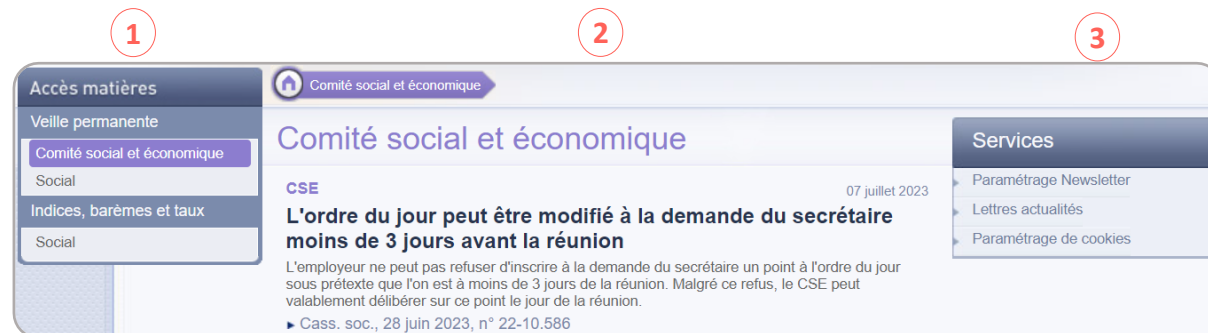 1
2
3
Accès matières
Veille permanente
Comité social et économique
Social
Indices, barèmes et taux
Social
Comité social et économique
Comité social et économique
CSE
07 juillet 2023
L'ordre du jour peut être modifié à la demande du secrétaire
moins de 3 jours avant la réunion
L'employeur ne peut pas refuser d'inscrire à la demande du secrétaire un point à l'ordre du jour
sous prétexte que l'on est à moins de 3 jours de la réunion. Malgré ce refus, le CSE peut
valablement délibérer sur ce point le jour de la réunion.
Cass. soc., 28 juin 2023, n° 22-10.586
Services
Paramétrage Newsletter
Lettres actualités
Paramétrage de cookies